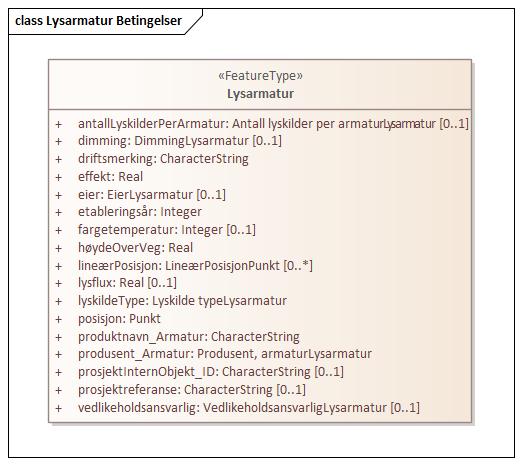 class Lysarmatur Betingelser
«FeatureType»
Lysarmatur
+ antallLyskilderPerArmatur: Antall lyskilder per armaturLysarmatur [0..1]
+ dimming: DimmingLysarmatur [0..1]
+ driftsmerking: CharacterString
+ effekt: Real
+ eier: EierLysarmatur [0..1]
+ etableringsår: Integer
+ fargetemperatur: Integer [0..1]
+ høydeOverVeg: Real
+ lineærPosisjon: LineærPosisjonPunkt [0..*]
+ lysflux: Real [0..1]
+ lyskildeType: Lyskilde typeLysarmatur
+ posisjon: Punkt
+ produktnavn_Armatur: CharacterString
+ produsent_Armatur: Produsent, armaturLysarmatur
+ prosjektInternObjekt_ID: CharacterString [0..1]
+ prosjektreferanse: CharacterString [0..1]
+ vedlikeholdsansvarlig: VedlikeholdsansvarligLysarmatur [0..1]